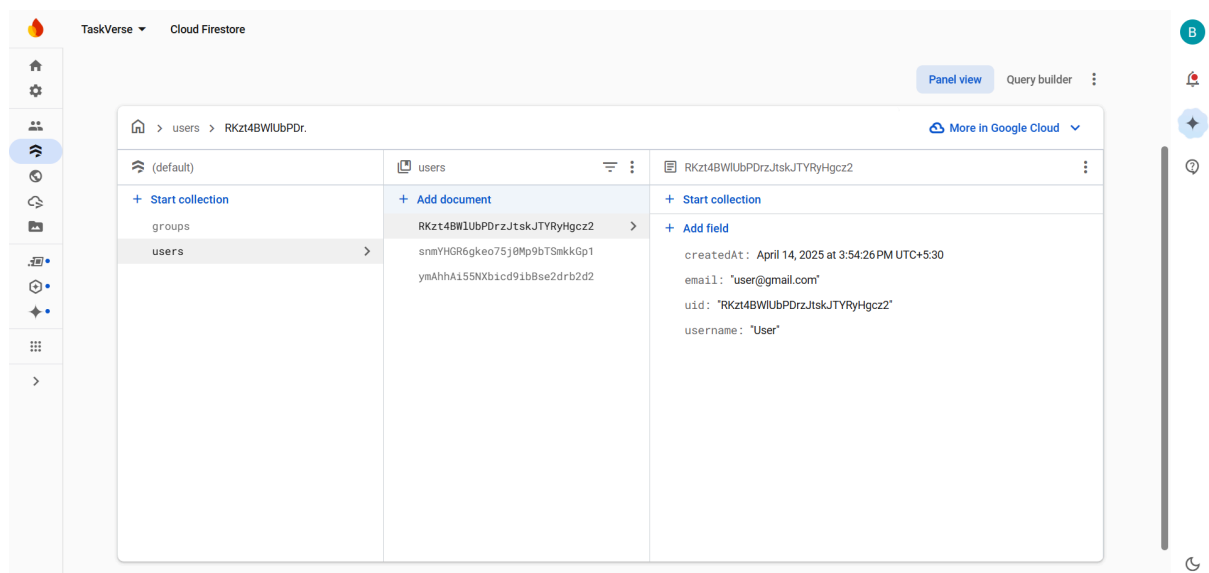 TaskVerse
Cloud Firestore
B
Panel view
Query builder
users
RKzt4BWlUbPDr.
More in Google Cloud
(default)
users
RKzt4BWlUbPDrzJtskJTYRyHgcz2
Start collection
Add document
Start collection
groups
RKzt4BWlUbPDrzJtskJTYRyHgcz2
Add field
users
snmYHGR6gkeo75j0Mp9bTSmkkGp1
createdAt: April 14, 2025 at 3:54:26 PM UTC+5:30
ymAhhAi55NXbicd9ibBse2drb2d2
email: "user@gmail.com"
uid: "RKzt4BWlUbPDrzJtskJTYRyHgcz2"
username: "User"